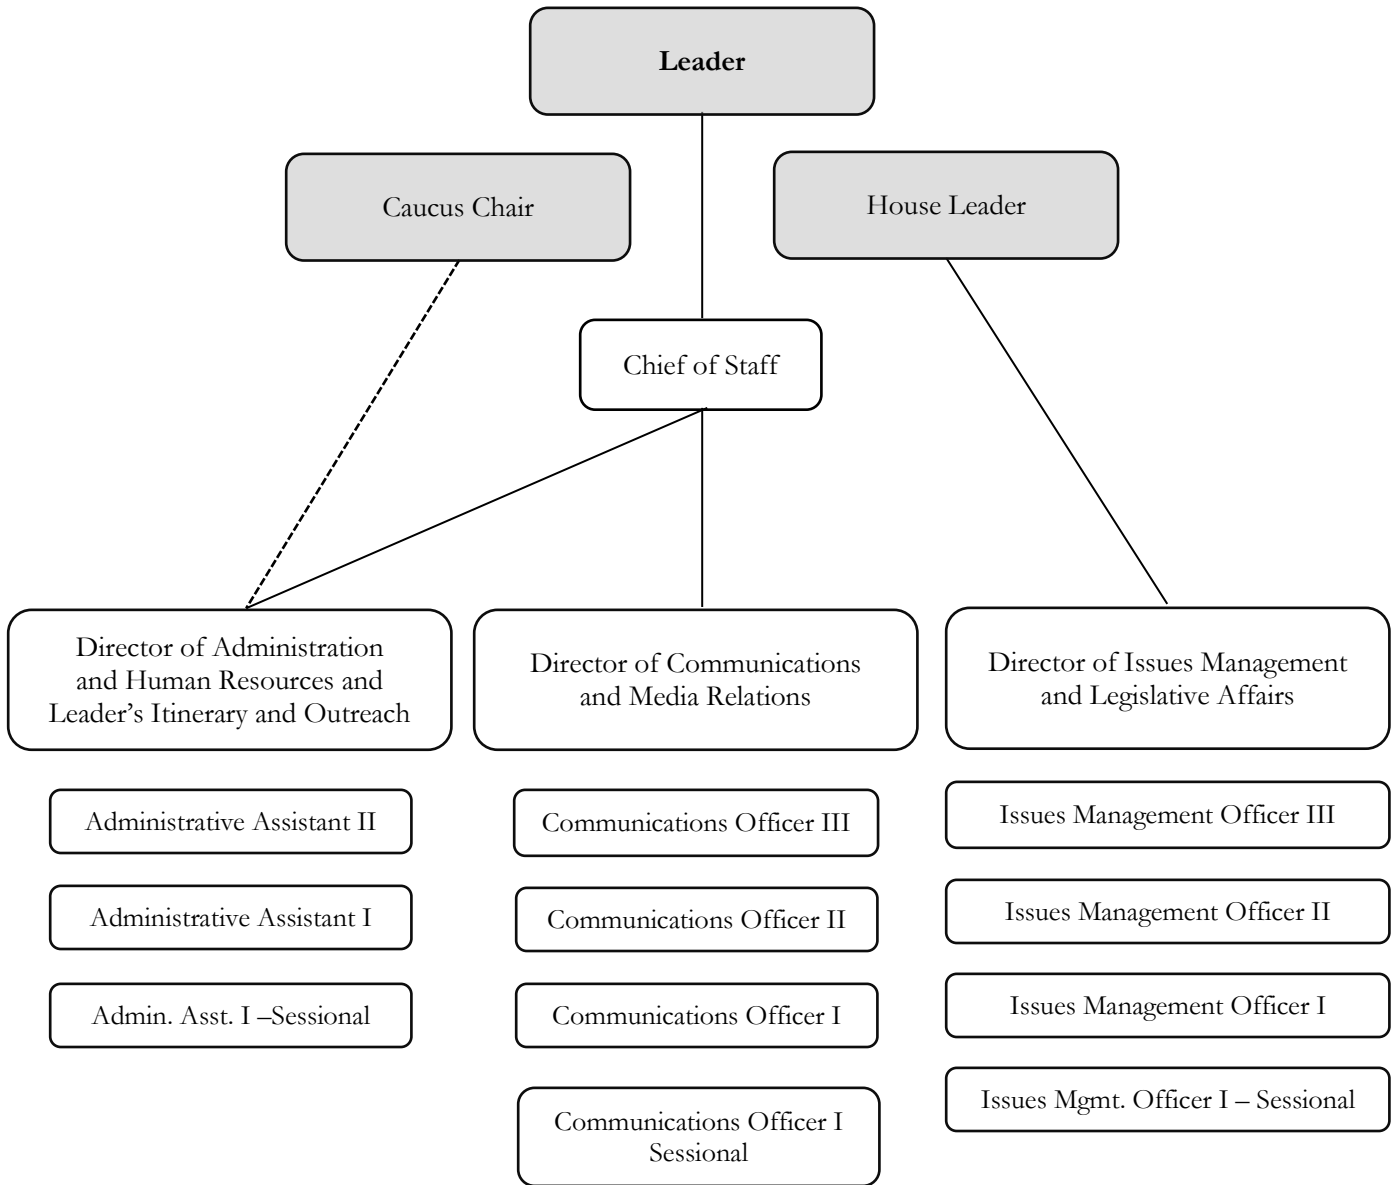 Leader
Caucus Chair
House Leader
Chief of Staff
Director of Administration
and Human Resources and
Leader’s Itinerary and Outreach
Director of Communications
and Media Relations
Director of Issues Management
and Legislative Affairs
Administrative Assistant II
Administrative Assistant I
Admin. Asst. I –Sessional
Communications Officer III
Communications Officer II
Communications Officer I
Communications Officer I
Sessional
Issues Management Officer III
Issues Management Officer II
Issues Management Officer I
Issues Mgmt. Officer I – Sessional